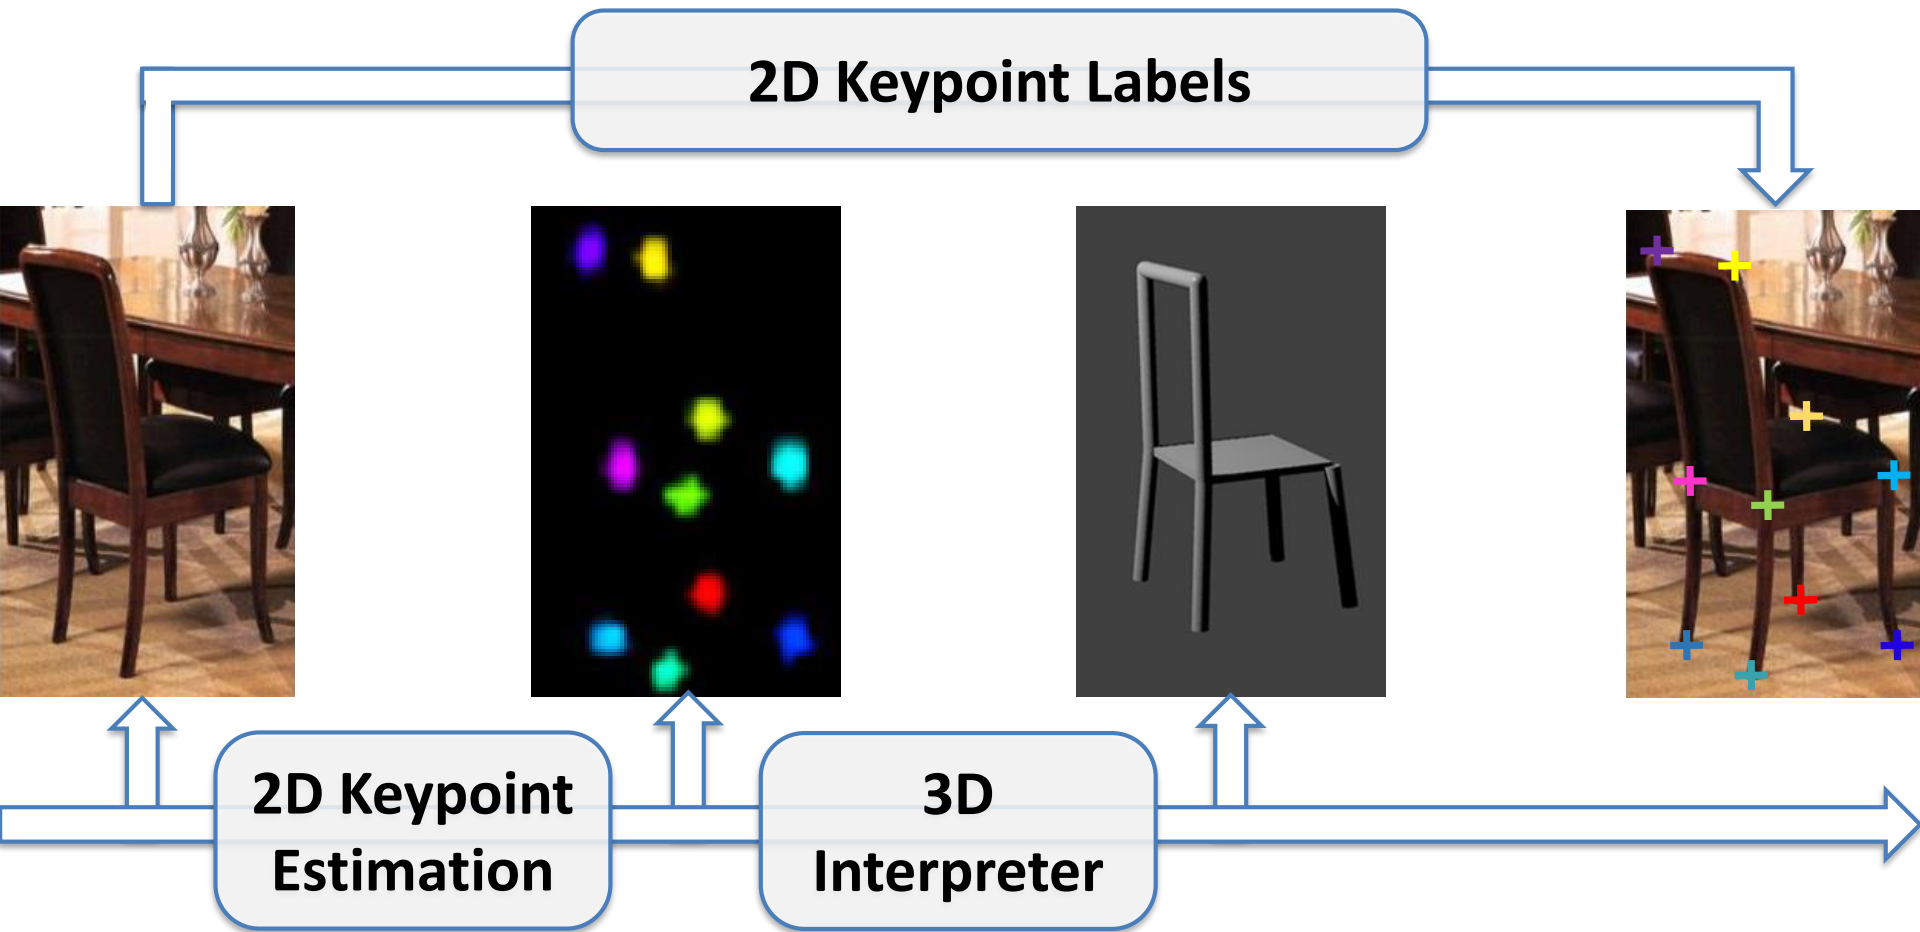 2D Keypoint Labels
2D Keypoint
Estimation
3D
Interpreter